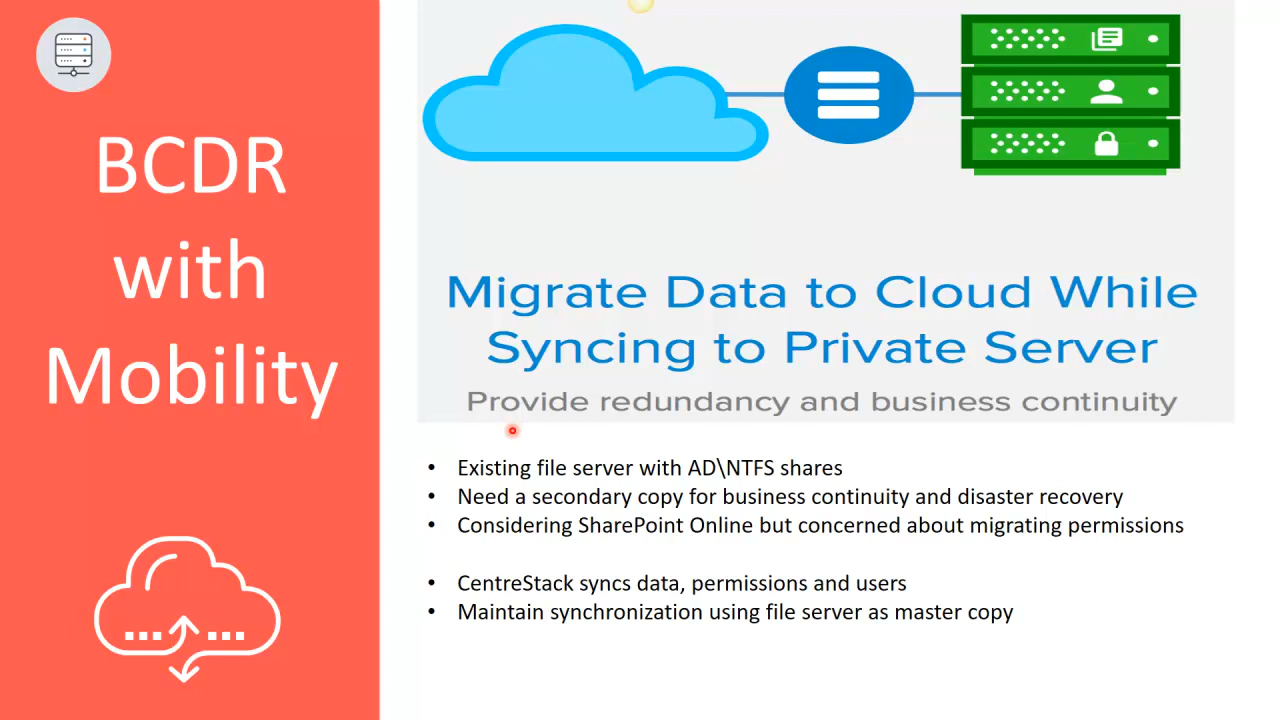 BCDR
with
Mobility
Migrate Data to Cloud While
Syncing to Private Server
Provide redundancy and business continuity
• Existing file server with AD\NTFS shares
• Need a secondary copy for business continuity and disaster recovery
• Considering SharePoint Online but concerned about migrating permissions
• CentreStack syncs data, permissions and users
• Maintain synchronization using file server as master copy